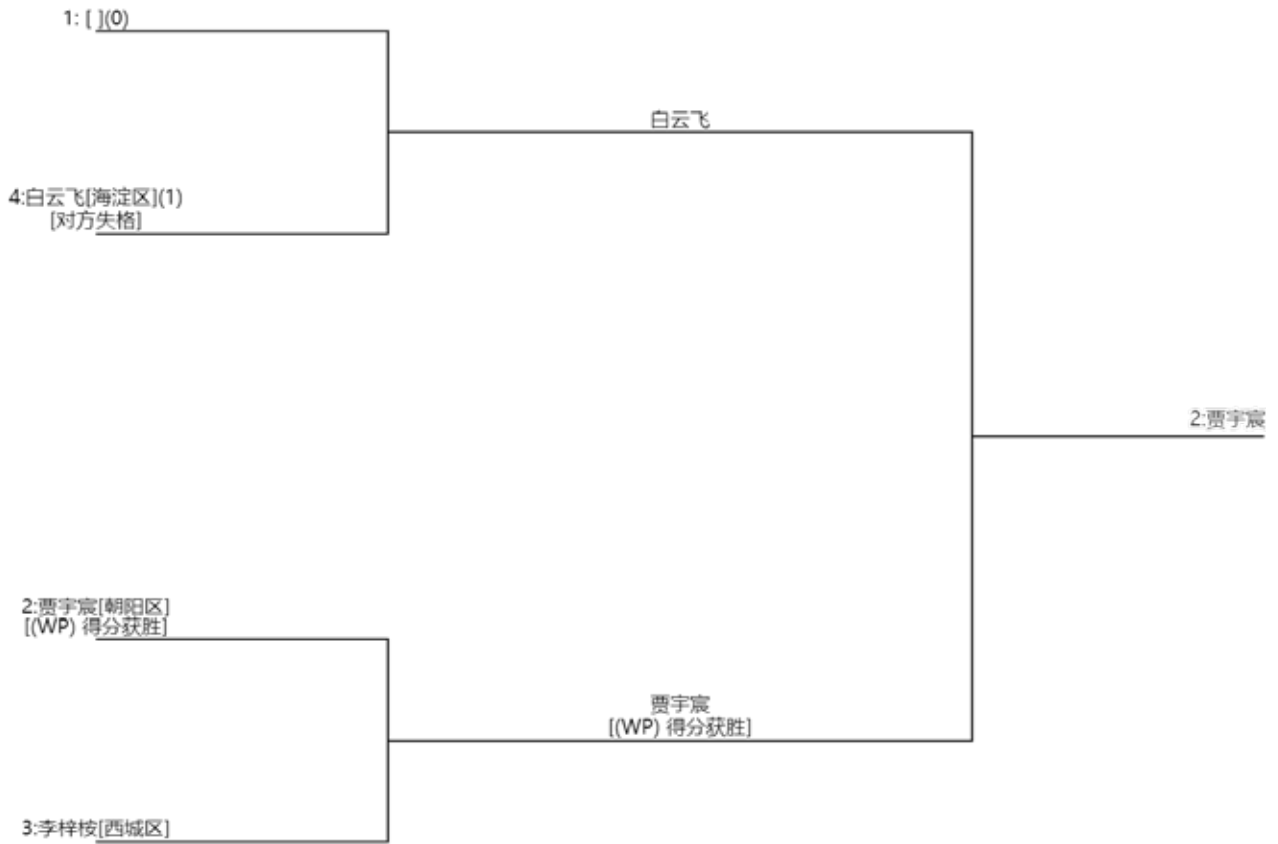 1: [ ](0)
白云飞
4:白云飞[海淀区](1)
[对方失格]
2:贾宇宸
2:贾宇宸[朝阳区]
[(WP) 得分获胜]
贾宇宸
[(WP) 得分获胜]
3:李梓桉[西城区]